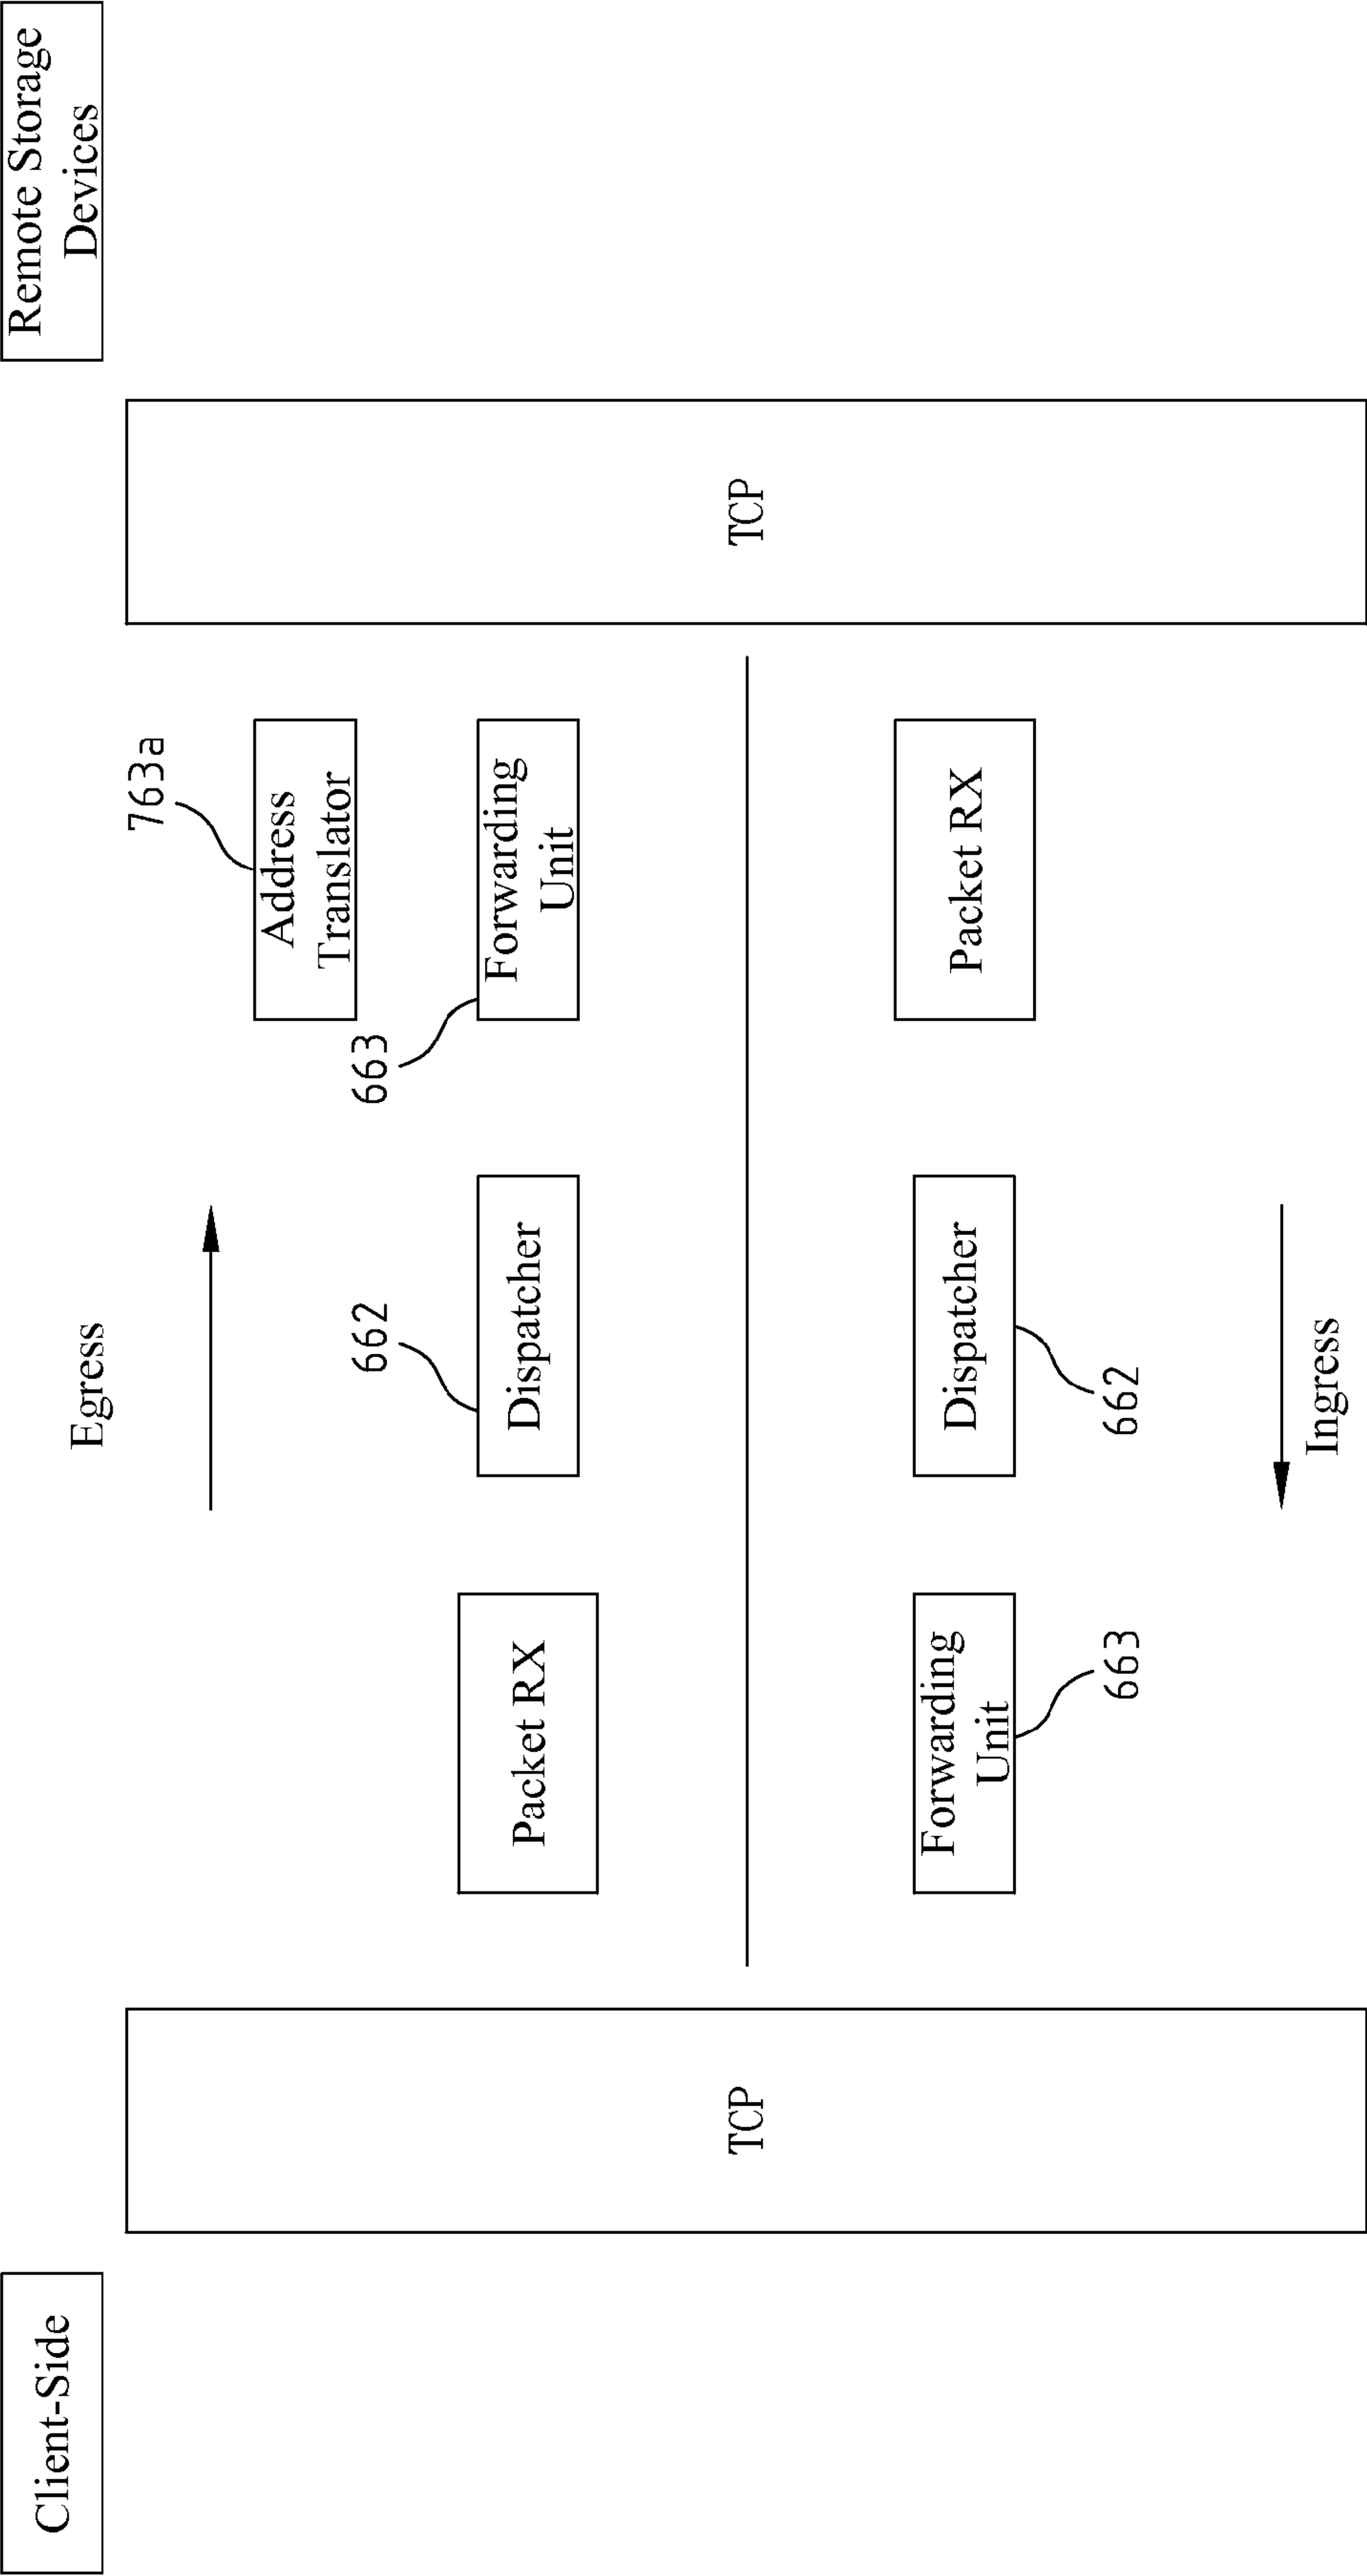 Client-Side
Remote Storage
Devices
Egress
763a
Address
Translator
662
663
Packet RX
Dispatcher
Forwarding
Unit
TCP
TCP
Forwarding
Unit
Dispatcher
Packet RX
663
662
Ingress